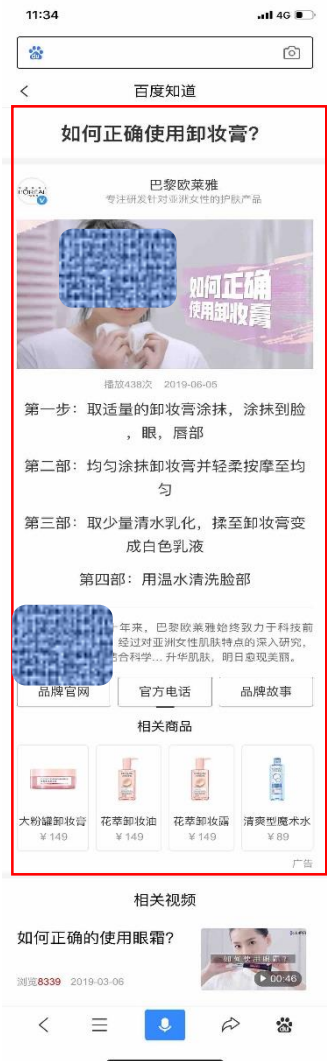 11:34
4G
百度知道
如何正确使用卸妆膏?
巴黎欧莱雅
专注研发针对亚洲女性的护肤产品
如何正确
使用卸妆膏
播放438次 2019-06-05
第一步：取适量的卸妆膏涂抹，涂抹到脸
，眼，唇部
第二部：均匀涂抹卸妆膏并轻柔按摩至均
匀
第三部：取少量清水乳化，揉至卸妆膏变
成白色乳液
第四部：用温水清洗脸部
年来，巴黎欧莱雅始终致力于科技前
经过对亚洲女性肌肤特点的深入研究，
合科学... 升华肌肤，明日愈现美丽。
品牌官网 官方电话 品牌故事
相关商品
大粉罐卸妆膏 花萃卸妆油 花萃卸妆露 清爽型魔术水
¥149 ¥149 ¥149 ¥89
广告
相关视频
如何正确的使用眼霜?
如何使用眼霜?
00:46
浏览8339 2019-03-06